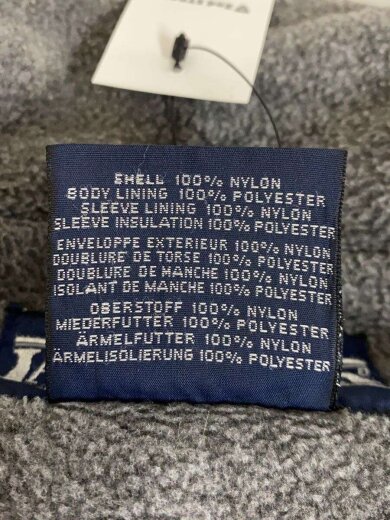 SHELL 100% NYLON
BODY LINING 100% POLYESTER
SLEEVE LINING 100% NYLON
SLEEVE INSULATION 100% POLYESTER
ENVELOPPE EXTERIEUR 100% NYLON
DOUBLURE DE TORSE 100% POLYESTER
DOUBLURE DE MANCHE 100% NYLON
ISOLANT DE MANCHE 100% POLYESTER
OBERSTOFF 100% NYLON
MIEDERFUTTER 100% POLYESTER
ÄRMELFUTTER 100% NYLON
ÄRMELISOLIERUNG 100% POLYESTER